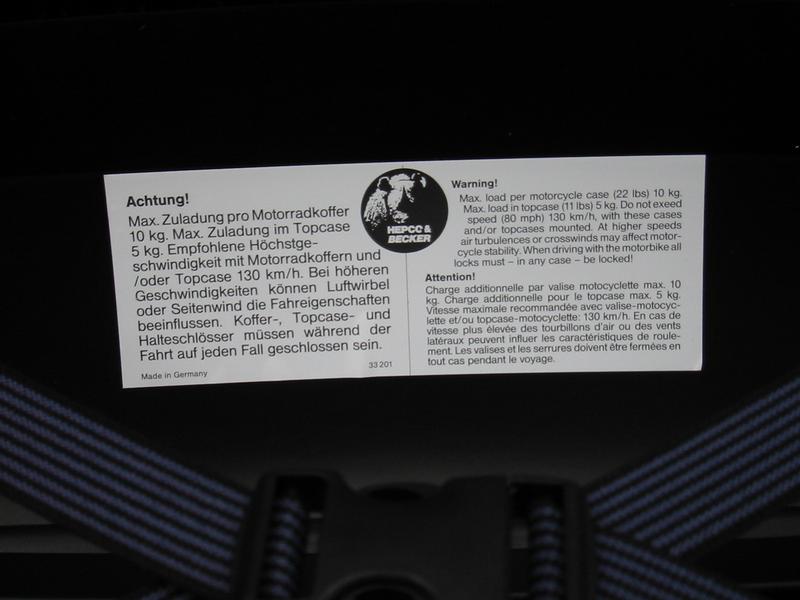 Achtung!
Max. Zuladung pro Motorradkoffer
10 kg. Max. Zuladung im Topcase
5 kg. Empfohlene Höchstge-
schwindigkeit mit Motorradkoffern und
/oder Topcase 130 km/h. Bei höheren
Geschwindigkeiten können Luftwirbel
oder Seitenwind die Fahreigenschaften
beeinflussen. Koffer-, Topcase- und
Halteschlösser müssen während der
Fahrt auf jeden Fall geschlossen sein.
Made in Germany
33 201
HEPCO &
BECKER
Warning!
Max. load per motorcycle case (22 lbs) 10 kg.
Max. load in topcase (11 lbs) 5 kg. Do not exeed
speed (80 mph) 130 km/h, with these cases
and/or topcases mounted. At higher speeds
air turbulences or crosswinds may affect motor-
cycle stability. When driving with the motorbike all
locks must – in any case – be locked!
Attention!
Charge additionelle par valise motocyclette max. 10
kg. Charge additionnelle pour le topcase max. 5 kg.
Vitesse maximale recommandée avec valise-motocyc-
lette et/ou topcase-motocyclette: 130 km/h. En cas de
vitesse plus élevée des tourbillons d'air ou des vents
latéraux peuvent influer les caractéristiques de roule-
ment. Les valises et les serrures doivent être fermées en
tout cas pendant le voyage.